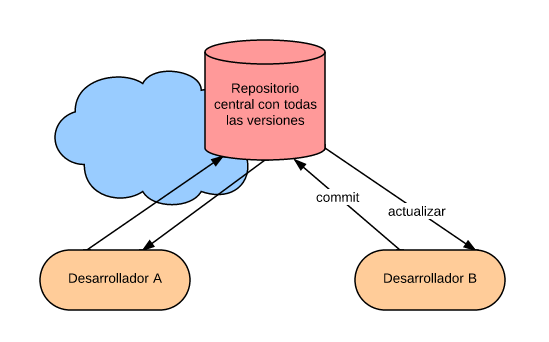 Repositorio
central con todas
las versiones
commit
actualizar
Desarrollador A
Desarrollador B